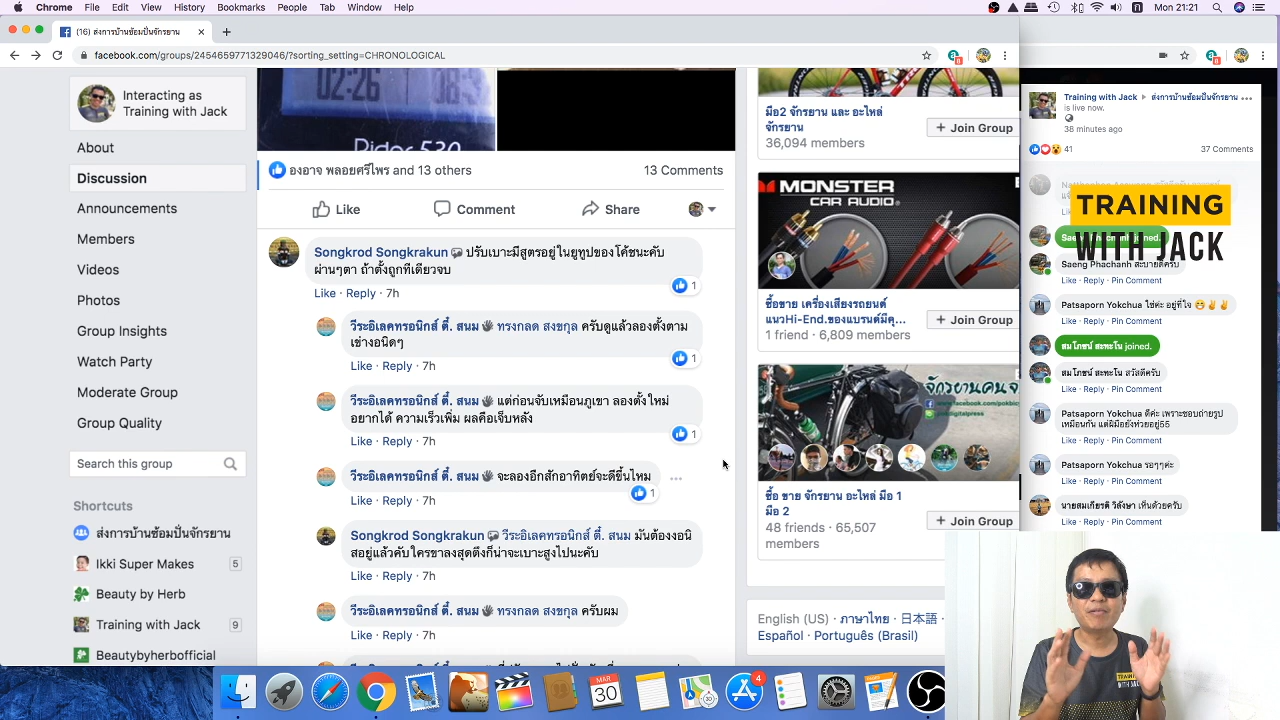 Chrome File Edit View History Bookmarks People Tab Window Help
Mon 21:21
(16) ส่งการบ้านซ้อมปั่นจักรยาน
facebook.com/groups/2454659771329046/?sorting_setting=CHRONOLOGICAL
Interacting as
Training with Jack
About
Discussion
Announcements
Members
Videos
Photos
Group Insights
Watch Party
Moderate Group
Group Quality
Search this group
Shortcuts
ส่งการบ้านซ้อมปั่นจักรยาน
Ikki Super Makes 5
Beauty by Herb
Training with Jack 9
Beautybyherbofficial
02:26
Rider 530
องอาจ พลอยศรีไพร and 13 others
13 Comments
Like Comment Share
Songkrod Songkrakun ปรับเบาะมีสูตรอยู่ในยูทูปของโค้ชนะคับ
ผ่านๆตา ถ้าตั้งถูกทีเดียวจบ
1
Like · Reply · 7h
วีระอิเลคทรอนิกส์ ตี๋. สนม ทรงกลด สงขกุล ครับดูแล้วลองตั้งตาม
เข่างอนิดๆ
1
Like · Reply · 7h
วีระอิเลคทรอนิกส์ ตี๋. สนม แต่ก่อนจับเหมือนภูเขา ลองตั้งใหม่
อยากได้ ความเร็วเพิ่ม ผลคือเจ็บหลัง
1
Like · Reply · 7h
วีระอิเลคทรอนิกส์ ตี๋. สนม จะลองอีกสักอาทิตย์จะดีขึ้นไหม
1
Like · Reply · 7h
Songkrod Songkrakun วีระอิเลคทรอนิกส์ ตี๋. สนม มันต้องงอนิ
สอยู่แล้วคับใครขาลงสุดตึงก็น่าจะเบาะสูงไปนะคับ
Like · Reply · 7h
วีระอิเลคทรอนิกส์ ตี๋. สนม ทรงกลด สงขกุล ครับผม
Like · Reply · 7h
มือ2 จักรยาน และ อะไหล่
จักรยาน
36,094 members
+ Join Group
MONSTER
CAR AUDIO
ซื้อขาย เครื่องเสียงรถยนต์
แนวHi-End.ของแบรนด์มีคุ...
1 friend · 6,809 members
+ Join Group
จักรยานคนจ
www.facebook.com/pokbicy
pokdigitalpress
ซื้อ ขาย จักรยาน อะไหล่ มือ 1
มือ 2
48 friends · 65,507
members
+ Join Group
English (US) · ภาษาไทย · 日本語 ·
Español · Português (Brasil)
Training with Jack ส่งการบ้านซ้อมปั่นจักรยาน
is live now.
38 minutes ago
41
37 Comments
TRAINING
WITH JACK
Saeng Phachanh สะบายดีครับ
Like · Reply · Pin Comment
Patsaporn Yokchua ใช่ค่ะ อยู่ที่ใจ
Like · Reply · Pin Comment
สมโภชน์ สะทะโน joined.
สมโภชน์ สะทะโน สวัสดีครับ
Like · Reply · Pin Comment
Patsaporn Yokchua ดีค่ะ เพราะชอบถ่ายรูป
เหมือนกัน แต่ฝีมือยังห่วยอยู่55
Like · Reply · Pin Comment
Patsaporn Yokchua รอๆๆค่ะ
Like · Reply · Pin Comment
นายสมเกียรติ วิลังษา เห็นด้วยครับ
Like · Reply · Pin Comment
TRAINING
WITH JACK
MAR
30
4